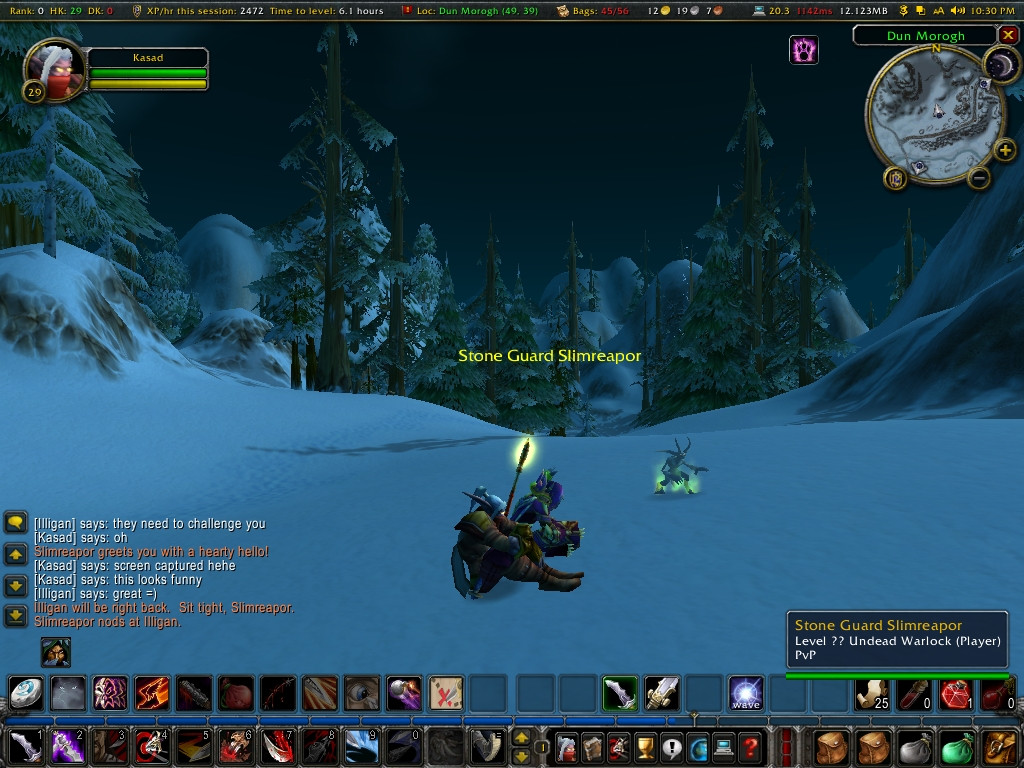 Rank: 0 HK: 29 DK: 0 XP/hr this session: 2472 Time to level: 6.1 hours Loc: Dun Morogh (49, 39) Bags: 45/56 12 19 7 20.3 1142ms 12.123MB AA 10:30 PM
Kasad
29
Dun Morogh
N
Stone Guard Slimreapor
[Illigan] says: they need to challenge you
[Kasad] says: oh
Slimreapor greets you with a hearty hello!
[Kasad] says: screen captured hehe
[Kasad] says: this looks funny
[Illigan] says: great =)
Illigan will be right back. Sit tight, Slimreapor.
Slimreapor nods at Illigan.
Stone Guard Slimreapor
Level ?? Undead Warlock (Player)
PvP
wave 25 0 1 0
1 2 3 4 5 6 7 8 9 0 = 1